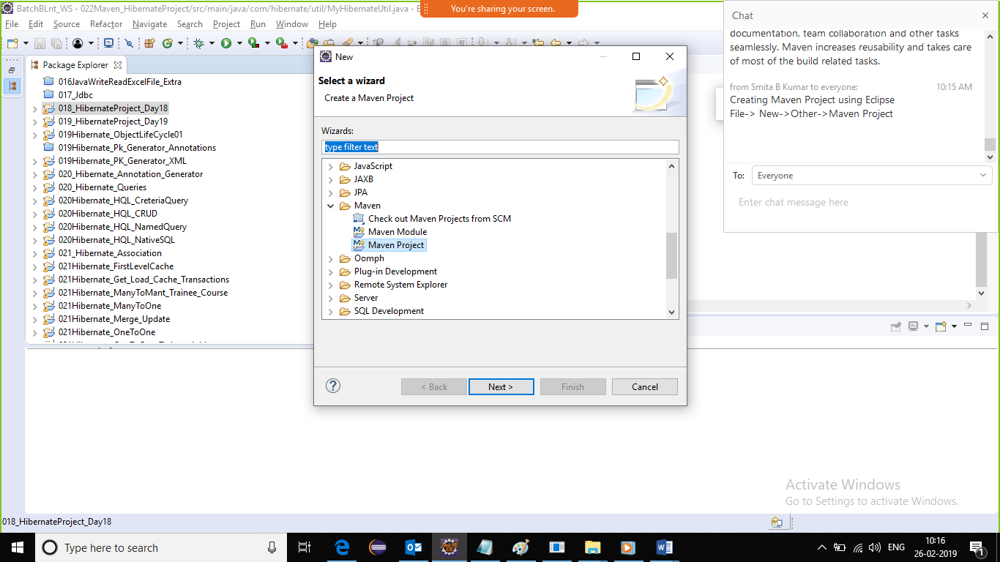 BatchBLnt_WS - 022Maven_HibernateProject/src/main/java/com/hibernate/util/MyHibernateUtil.java - E
You're sharing your screen.
File Edit Source Refactor Navigate Search Project Run Window Help
Package Explorer
016JavaWriteReadExcelFile_Extra
017_Jdbc
018_HibernateProject_Day18
019_HibernateProject_Day19
019Hibernate_ObjectLifeCycle01
019Hibernate_Pk_Generator_Annotations
019Hibernate_PK_Generator_XML
020_Hibernate_Annotation_Generator
020_Hibernate_Queries
020Hibernate_HQL_CreteriaQuery
020Hibernate_HQL_CRUD
020Hibernate_HQL_NamedQuery
020Hibernate_HQL_NativeSQL
021_Hibernate_Association
021Hibernate_FirstLevelCache
021Hibernate_Get_Load_Cache_Transactions
021Hibernate_ManyToMant_Trainee_Course
021Hibernate_ManyToOne
021Hibernate_Merge_Update
021Hibernate_OneToOne
New
Select a wizard
Create a Maven Project
Wizards:
type filter text
JavaScript
JAXB
JPA
Maven
Check out Maven Projects from SCM
Maven Module
Maven Project
Oomph
Plug-in Development
Remote System Explorer
Server
SQL Development
< Back Next > Finish Cancel
Chat
documentation, team collaboration and other tasks
seamlessly. Maven increases reusability and takes care
of most of the build related tasks.
from Smita B Kumar to everyone: 10:15 AM
Creating Maven Project using Eclipse
File-> New->Other->Maven Project
To: Everyone
Enter chat message here
Activate Windows
Go to Settings to activate Windows.
018_HibernateProject_Day18
Type here to search
ENG
10:16
26-02-2019
1